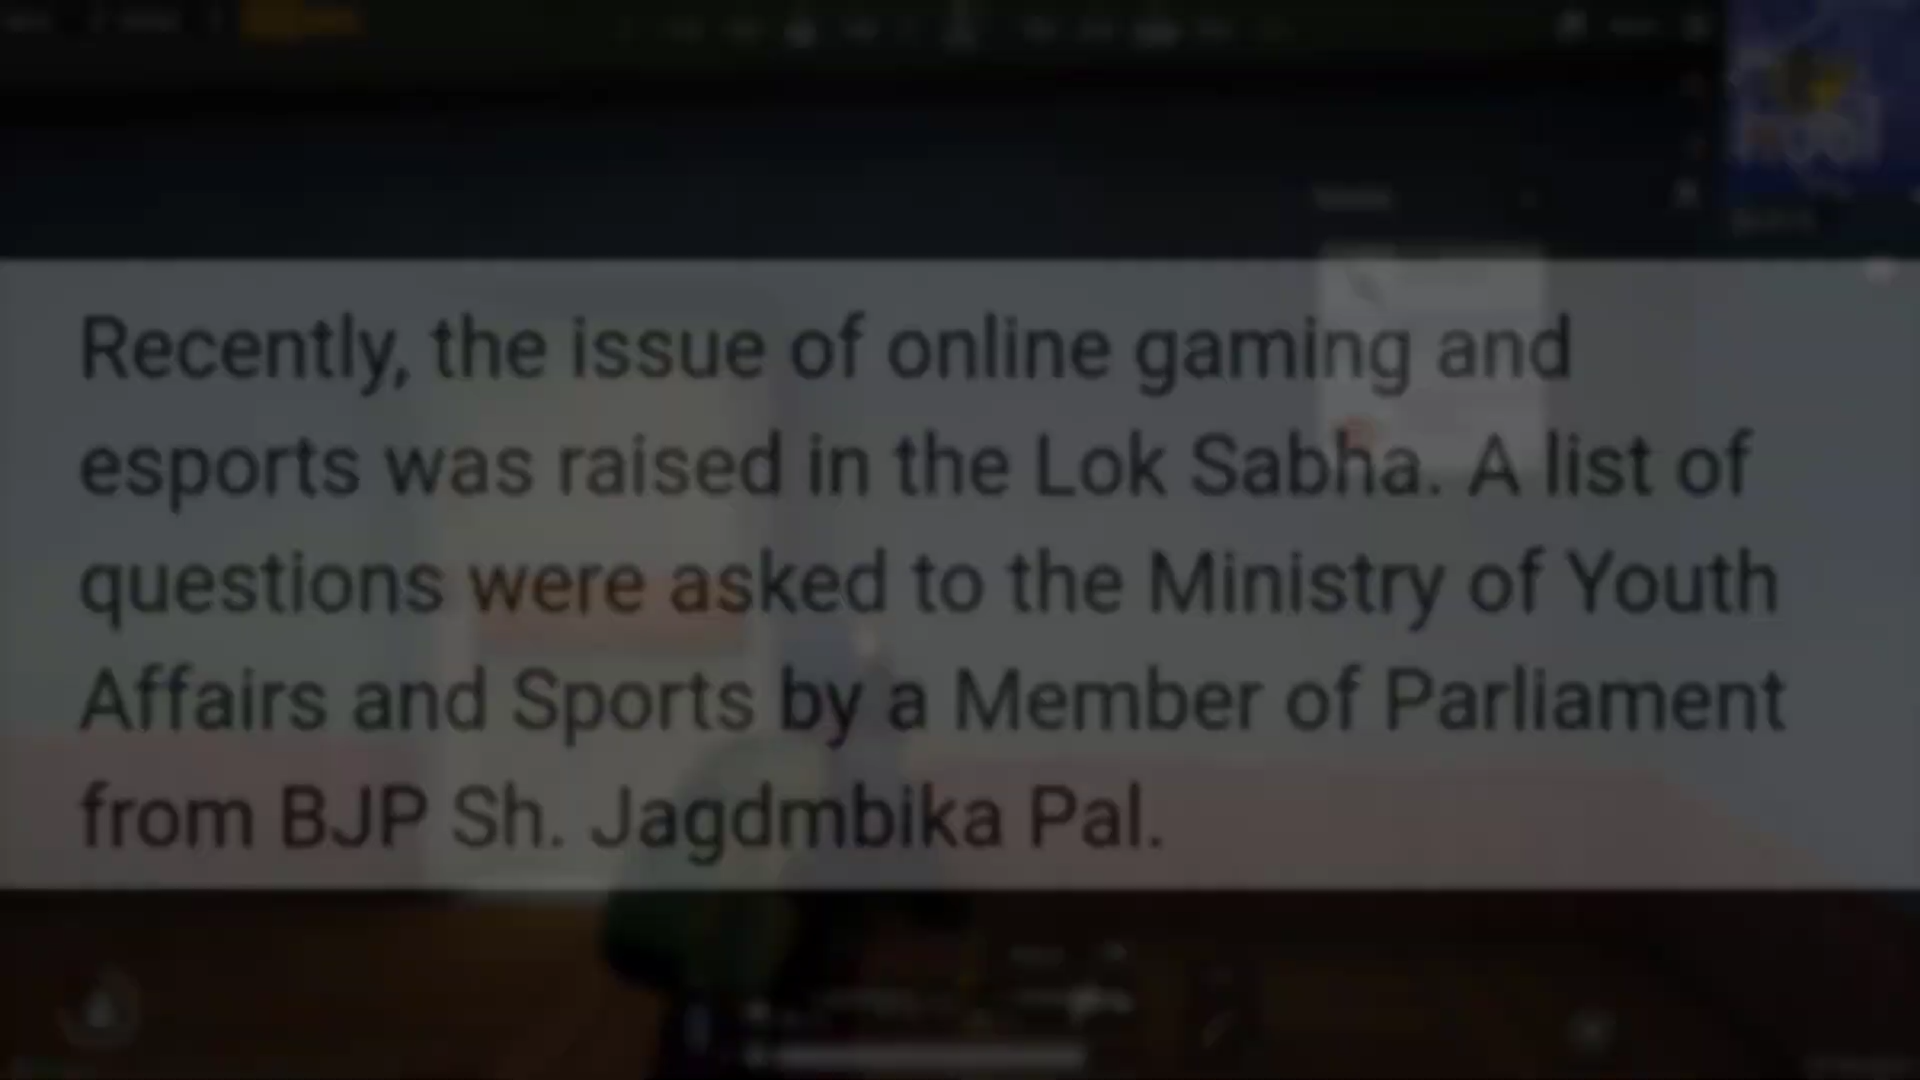 Recently, the issue of online gaming and
esports was raised in the Lok Sabha. A list of
questions were asked to the Ministry of Youth
Affairs and Sports by a Member of Parliament
from BJP Sh. Jagdmbika Pal.